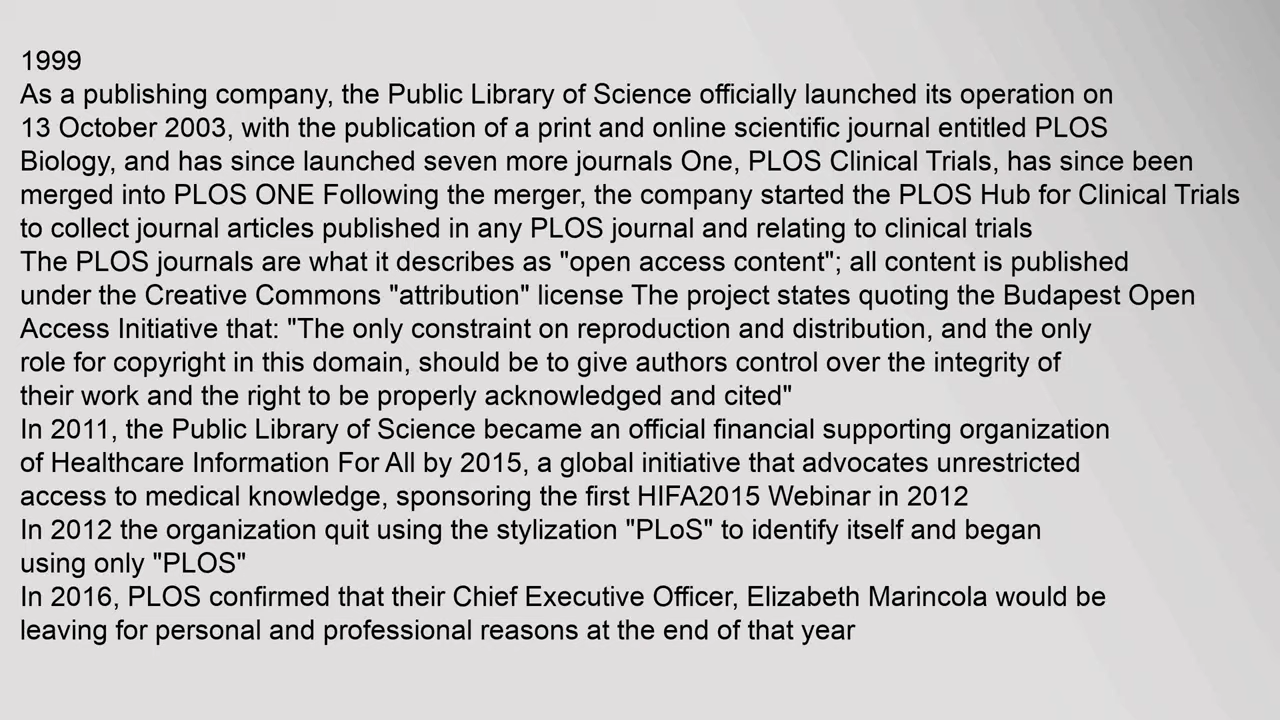 1999
As a publishing company, the Public Library of Science officially launched its operation on
13 October 2003, with the publication of a print and online scientific journal entitled PLOS
Biology, and has since launched seven more journals One, PLOS Clinical Trials, has since been
merged into PLOS ONE Following the merger, the company started the PLOS Hub for Clinical Trials
to collect journal articles published in any PLOS journal and relating to clinical trials
The PLOS journals are what it describes as "open access content"; all content is published
under the Creative Commons "attribution" license The project states quoting the Budapest Open
Access Initiative that: "The only constraint on reproduction and distribution, and the only
role for copyright in this domain, should be to give authors control over the integrity of
their work and the right to be properly acknowledged and cited"
In 2011, the Public Library of Science became an official financial supporting organization
of Healthcare Information For All by 2015, a global initiative that advocates unrestricted
access to medical knowledge, sponsoring the first HIFA2015 Webinar in 2012
In 2012 the organization quit using the stylization "PLoS" to identify itself and began
using only "PLOS"
In 2016, PLOS confirmed that their Chief Executive Officer, Elizabeth Marincola would be
leaving for personal and professional reasons at the end of that year